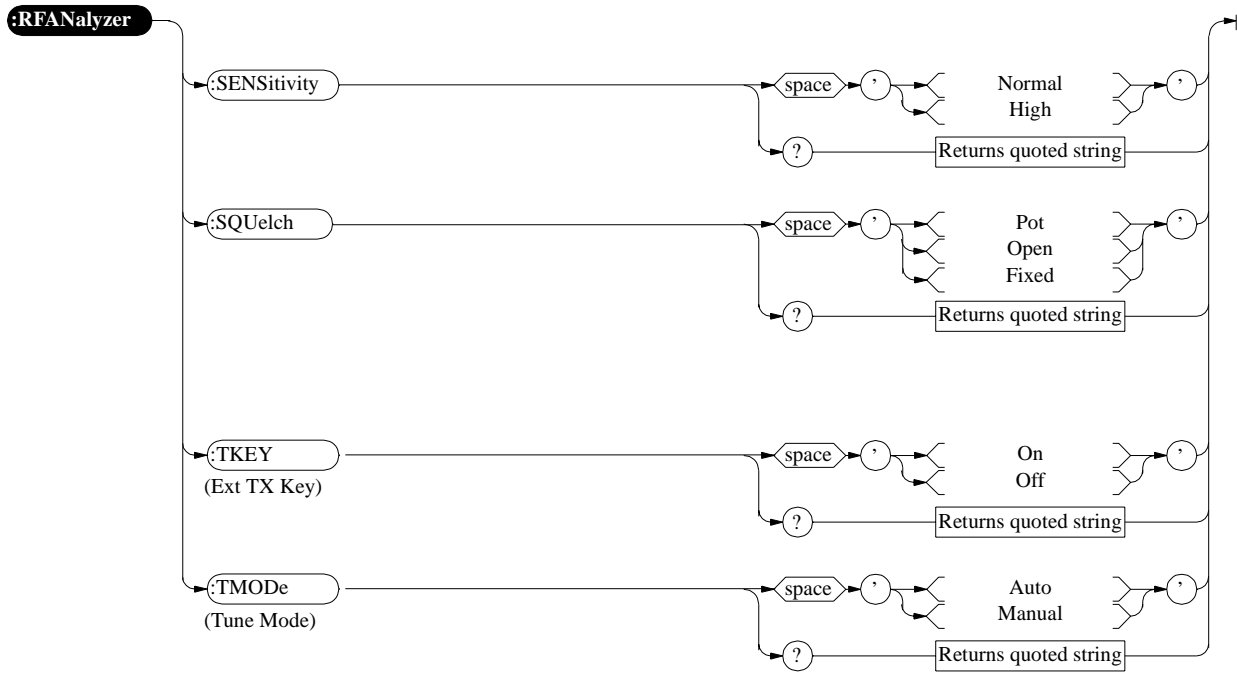 :RFANalyzer
:SENSitivity space ' Normal '
High
? Returns quoted string
:SQUelch space ' Pot '
Open
Fixed
? Returns quoted string
:TKEY space ' On '
(Ext TX Key) Off
? Returns quoted string
:TMODe space ' Auto '
(Tune Mode) Manual
? Returns quoted string